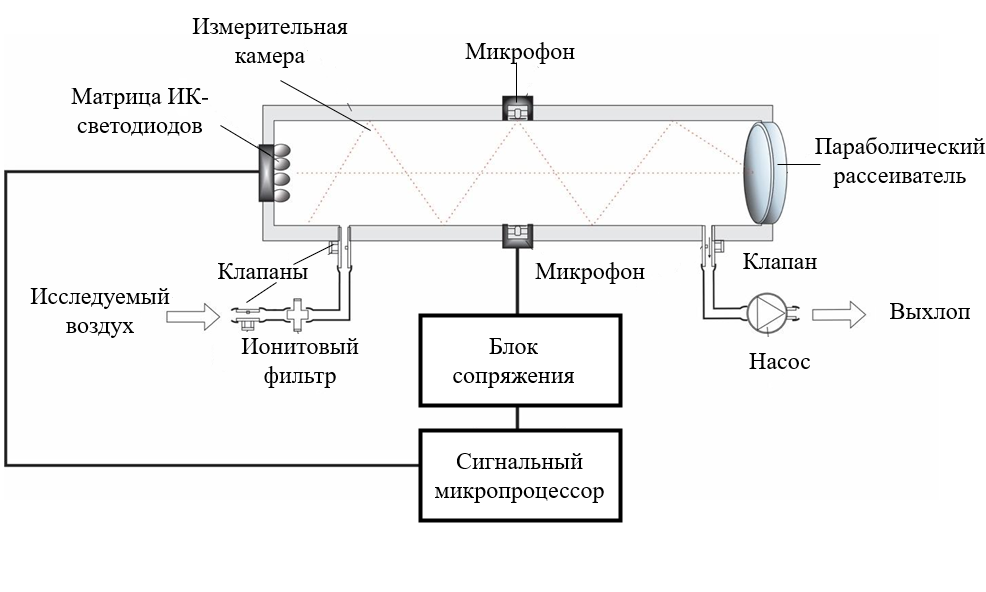 Измерительная
камера
Микрофон
Матрица ИК-
светодиодов
Параболический
рассеиватель
Клапаны
Микрофон
Клапан
Исследуемый
воздух
Выхлоп
Ионитовый
фильтр
Блок
сопряжения
Насос
Сигнальный
микропроцессор